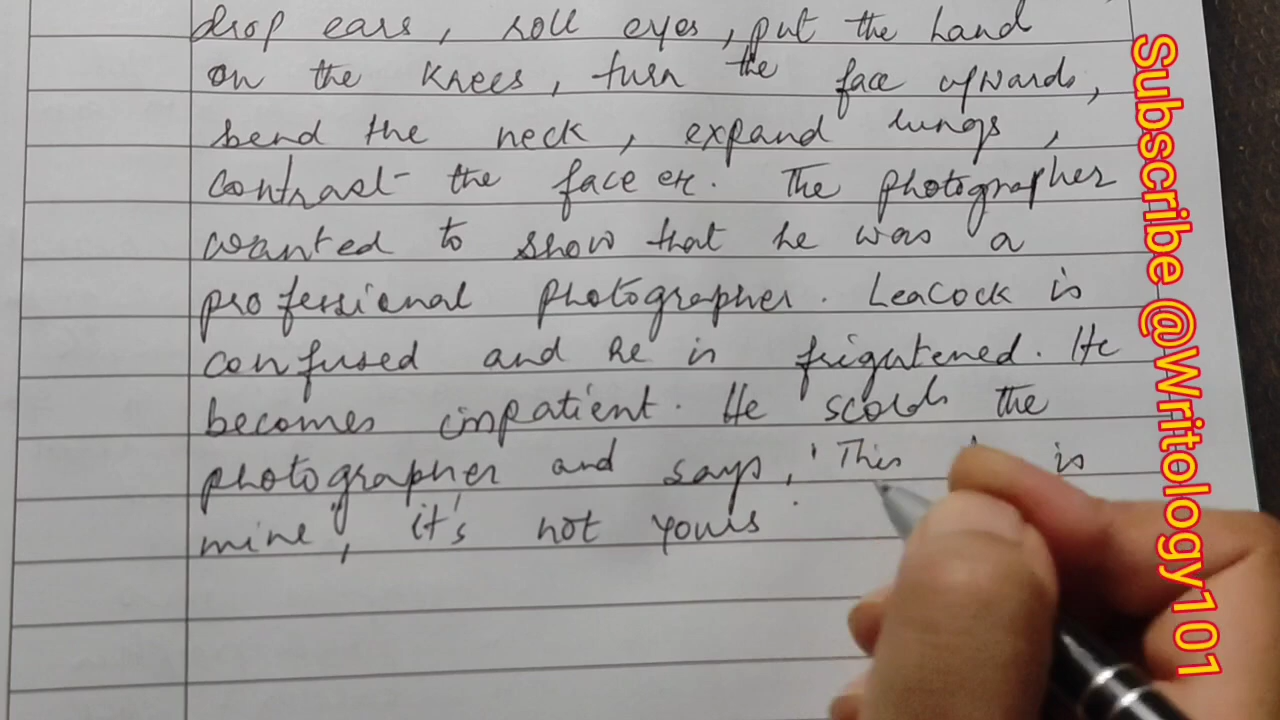 drop ears, roll eyes, put the hand
on the knees, turn the face upwards,
bend the neck, expand lungs,
contrast the face etc. The photographer
wanted to show that he was a
professional photographer. Leacock is
confused and he is frigutened. He
becomes impatient. He scolds the
photographer and says, "This is
mine", it's not yours
Subscribe @Writology101